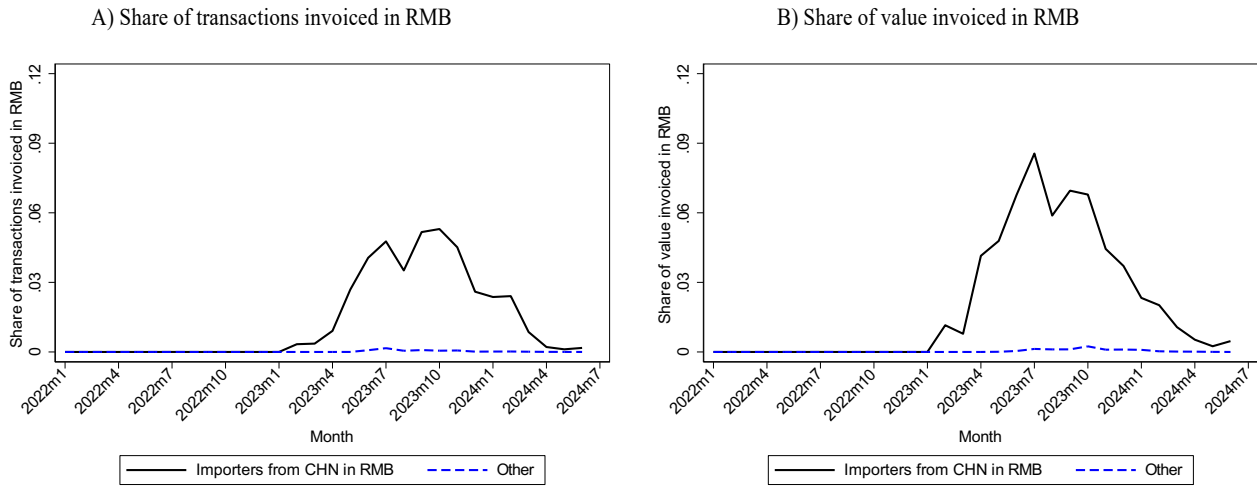 A) Share of transactions invoiced in RMB
Share of transactions invoiced in RMB
.12
.09
.06
.03
0
2022m1
2022m4
2022m7
2022m10
2023m1
2023m4
2023m7
2023m10
2024m1
2024m4
2024m7
Month
Importers from CHN in RMB
Other
B) Share of value invoiced in RMB
Share of value invoiced in RMB
.12
.09
.06
.03
0
2022m1
2022m4
2022m7
2022m10
2023m1
2023m4
2023m7
2023m10
2024m1
2024m4
2024m7
Month
Importers from CHN in RMB
Other